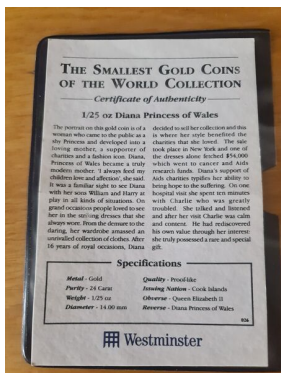 THE SMALLEST GOLD COINS
OF THE WORLD COLLECTION
Certificate of Authenticity
1/25 oz Diana Princess of Wales
The portrait on this gold coin is of a
woman who came to the public as a
shy Princess and developed into a
loving mother, a supporter of
charities and a fashion icon. Diana,
Princess of Wales became a truly
modern mother. 'I always feed my
children love and affection', she said.
It was a familiar sight to see Diana
with her sons William and Harry at
play in all kinds of situations. On
grand occasions people loved to see
her in the striking dresses that she
always wore. From the demure to the
daring, her wardrobe amassed an
unrivalled collection of clothes. After
16 years of royal occasions, Diana
decided to sell her collection and this
is where her style benefited the
charities that she loved. The sale
took place in New York and one of
the dresses alone fetched $54,000
which went to cancer and Aids
research funds. Diana's support of
Aids charities typifies her ability to
bring hope to the suffering. On one
hospital visit she spent ten minutes
with Charlie who was greatly
troubled. She talked and listened
and after her visit Charlie was calm
and content. He had rediscovered
his own value through her interest:
she truly possessed a rare and special
gift.
Specifications
Metal - Gold
Purity - 24 Carat
Weight - 1/25 oz
Diameter - 14.00 mm
Quality - Proof-like
Issuing Nation - Cook Islands
Obverse - Queen Elizabeth II
Reverse - Diana Princess of Wales
Westminster